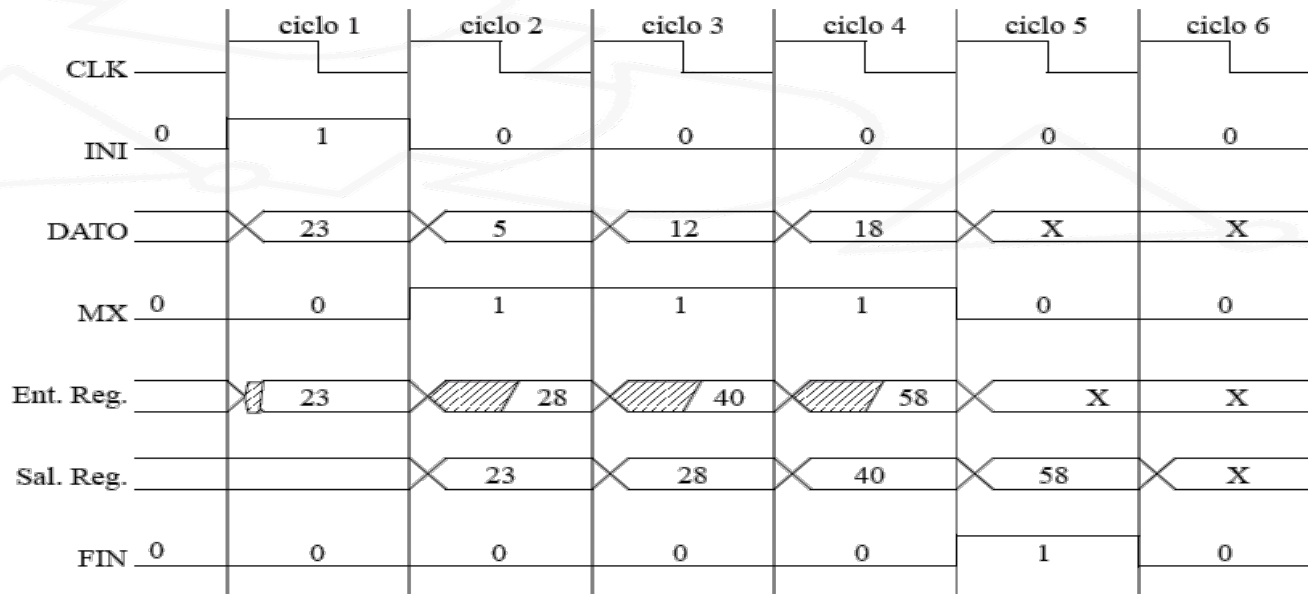 ciclo 1 ciclo 2 ciclo 3 ciclo 4 ciclo 5 ciclo 6
CLK
INI 0 1 0 0 0 0 0
DATO 23 5 12 18 X X
MX 0 0 1 1 1 0 0
Ent. Reg. 23 28 40 58 X X
Sal. Reg. 23 28 40 58 X
FIN 0 0 0 0 0 1 0